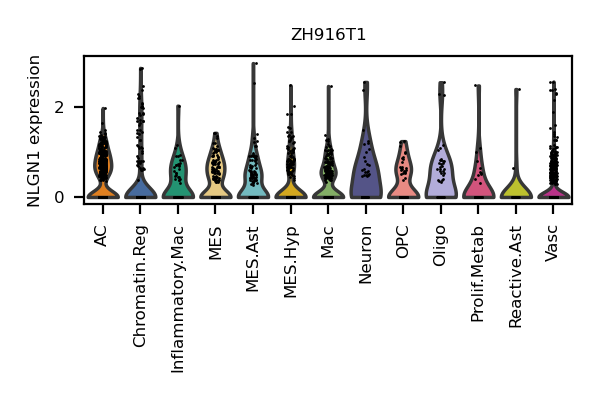 ZH916T1
NLGN1 expression
2
0
AC
Chromatin.Reg
Inflammatory.Mac
MES
MES.Ast
MES.Hyp
Mac
Neuron
OPC
Oligo
Prolif.Metab
Reactive.Ast
Vasc